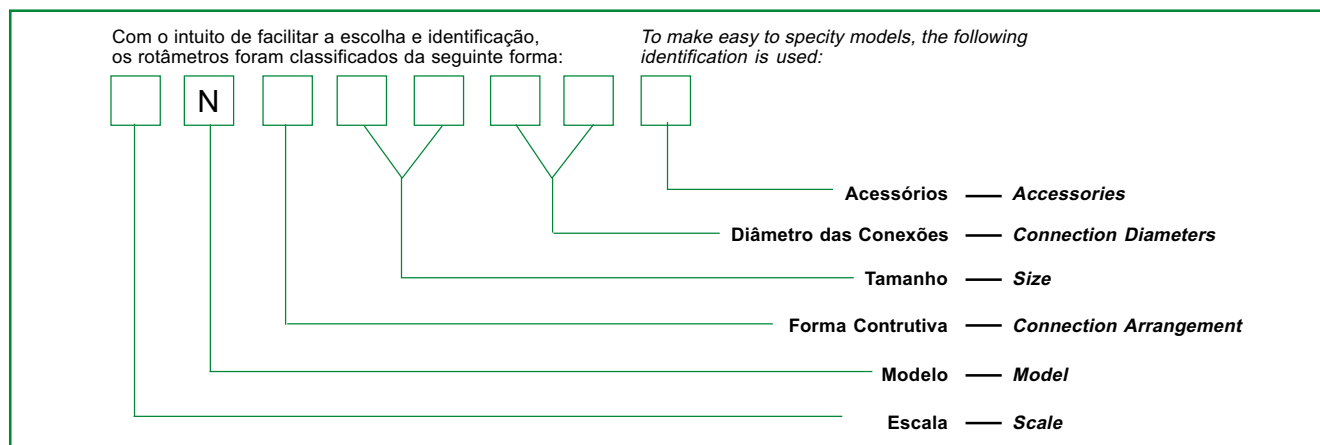 Com o intuito de facilitar a escolha e identificação,
os rotâmetros foram classificados da seguinte forma:
To make easy to specity models, the following
identification is used:
N
Acessórios — Accessories
Diâmetro das Conexões — Connection Diameters
Tamanho — Size
Forma Contrutiva — Connection Arrangement
Modelo — Model
Escala — Scale